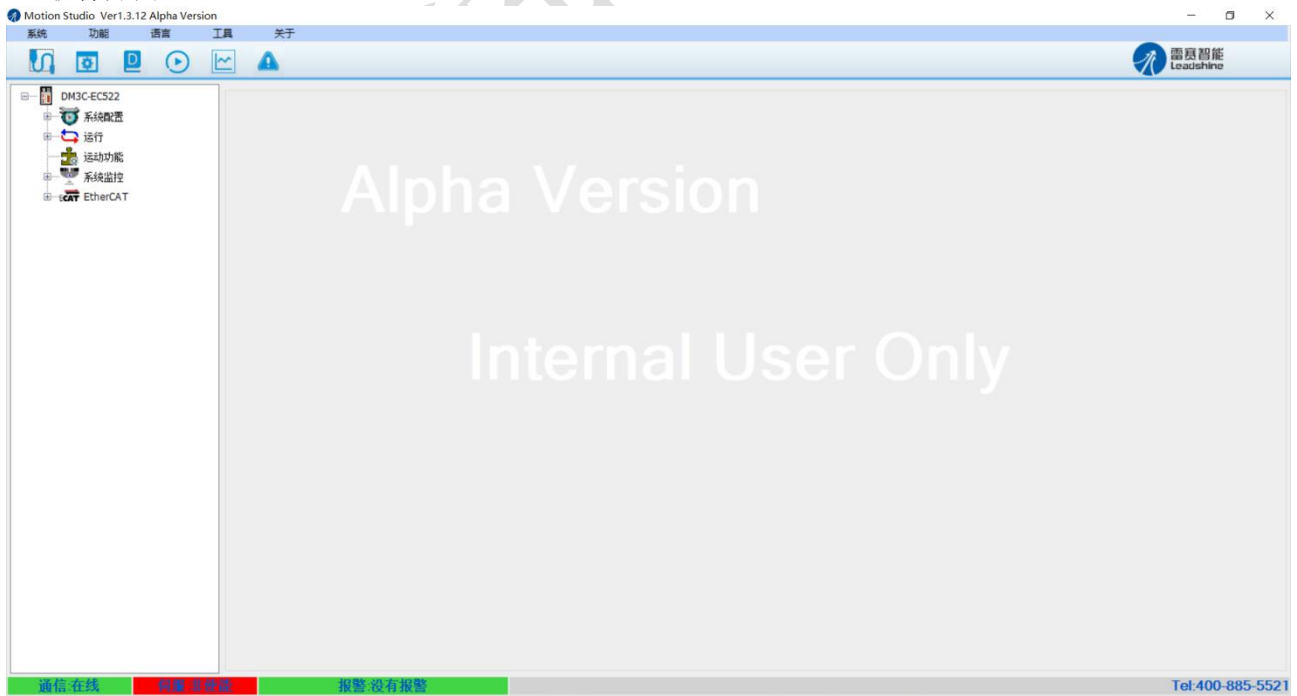 Motion Studio Ver1.3.12 Alpha Version
系统 功能 语言 工具 关于
D
雷赛智能
Leadshine
DM3C-EC522
系统配置
运行
运动功能
系统监控
CAT EtherCAT
Alpha Version
Internal User Only
通信:在线 报警:没有报警 Tel:400-885-5521